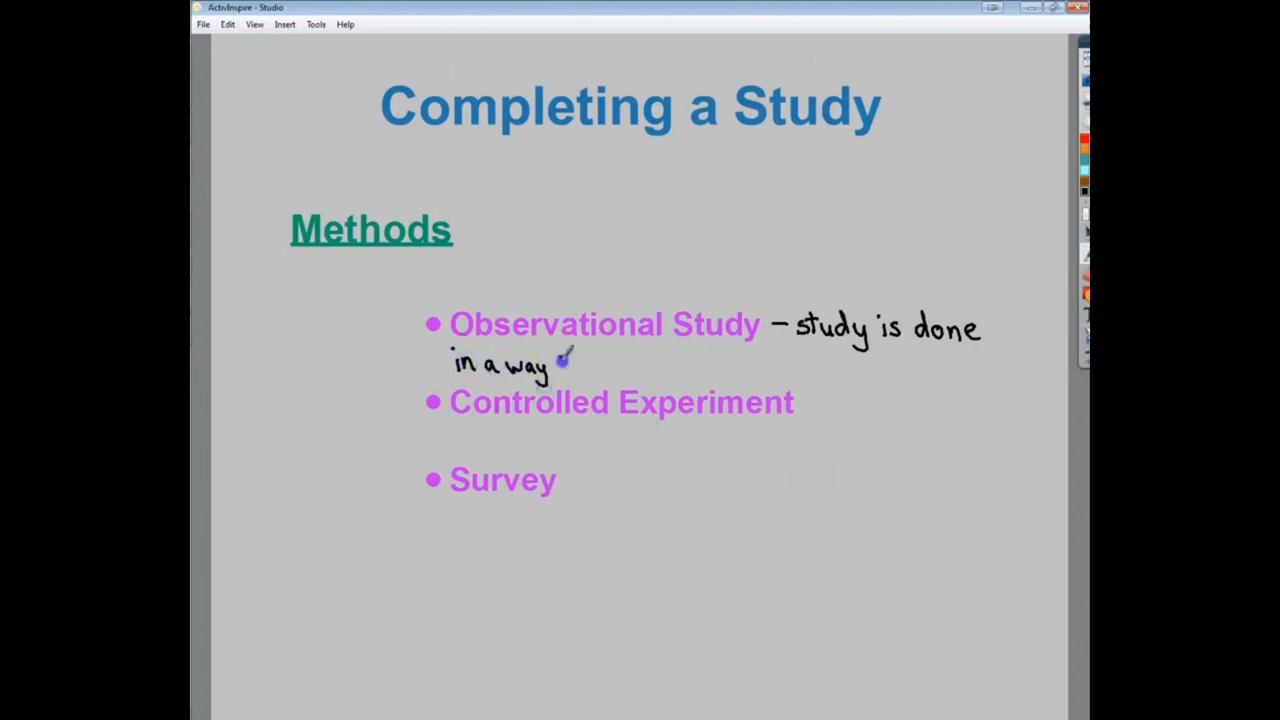 ActivInspire - Studio
File Edit View Insert Tools Help
Completing a Study
Methods
• Observational Study - study is done
in a way
• Controlled Experiment
• Survey